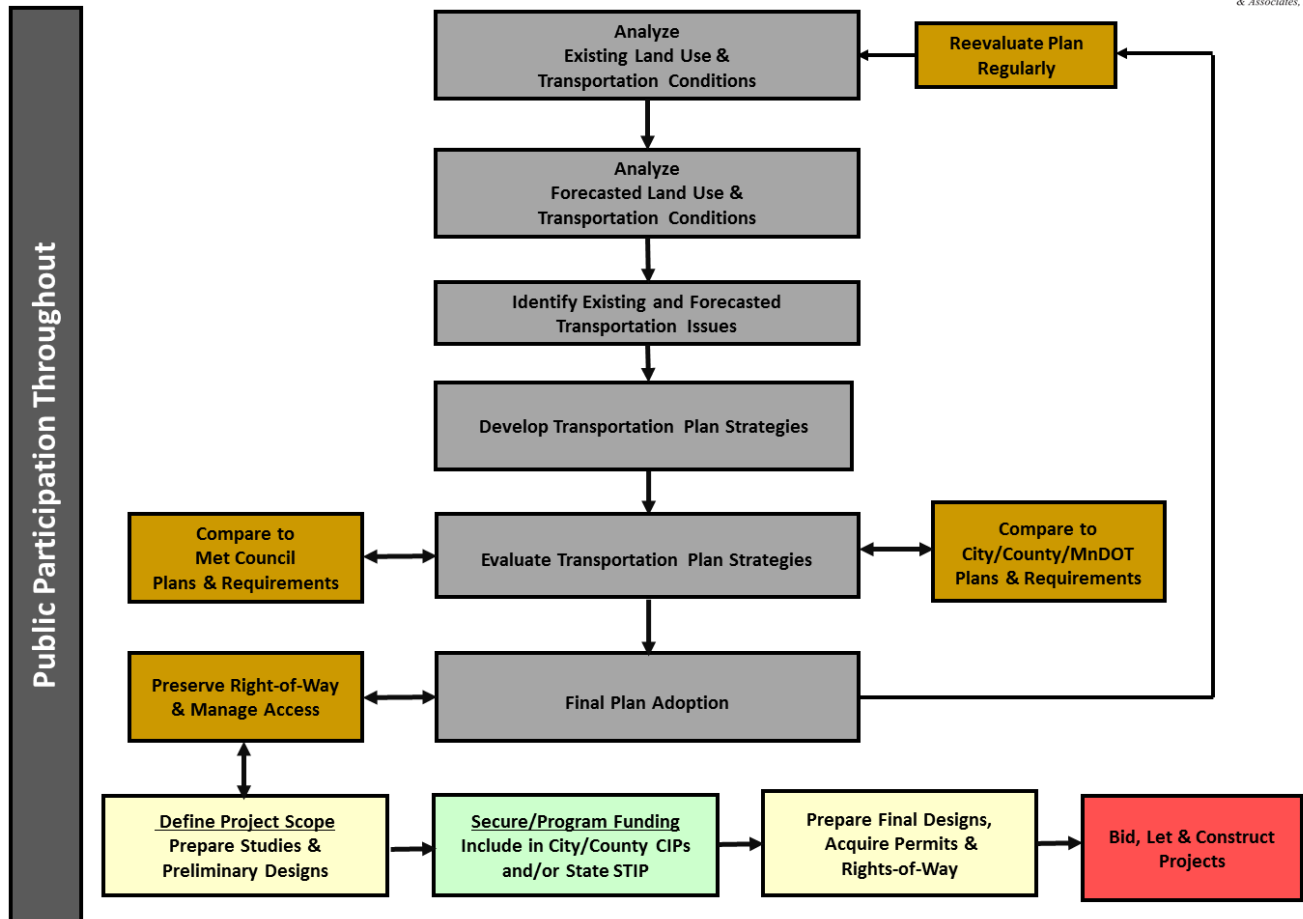 & Associates,
Public Participation Throughout
Analyze
Existing Land Use &
Transportation Conditions
Reevaluate Plan
Regularly
Analyze
Forecasted Land Use &
Transportation Conditions
Identify Existing and Forecasted
Transportation Issues
Develop Transportation Plan Strategies
Compare to
Met Council
Plans & Requirements
Evaluate Transportation Plan Strategies
Compare to
City/County/MnDOT
Plans & Requirements
Preserve Right-of-Way
& Manage Access
Final Plan Adoption
Define Project Scope
Prepare Studies &
Preliminary Designs
Secure/Program Funding
Include in City/County CIPs
and/or State STIP
Prepare Final Designs,
Acquire Permits &
Rights-of-Way
Bid, Let & Construct
Projects